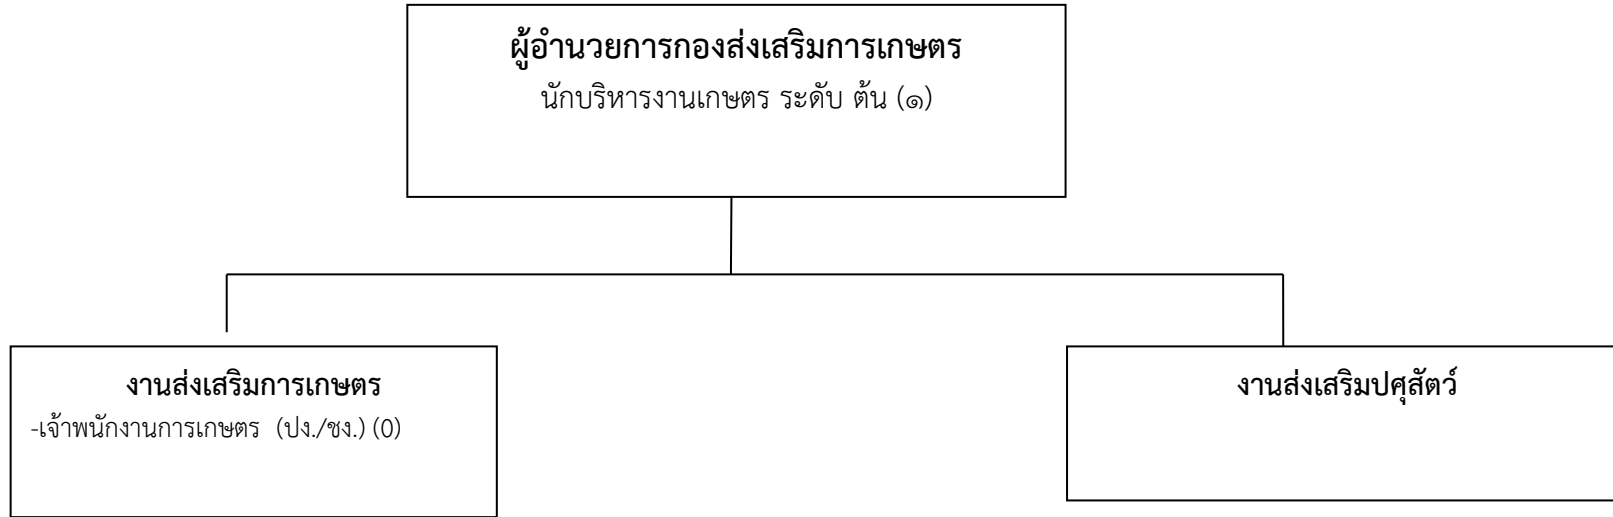 ผู้อำนวยการกองส่งเสริมการเกษตร
นักบริหารงานเกษตร ระดับ ต้น (๑)
งานส่งเสริมการเกษตร
-เจ้าพนักงานการเกษตร (ปง./ชง.) (0)
งานส่งเสริมปศุสัตว์